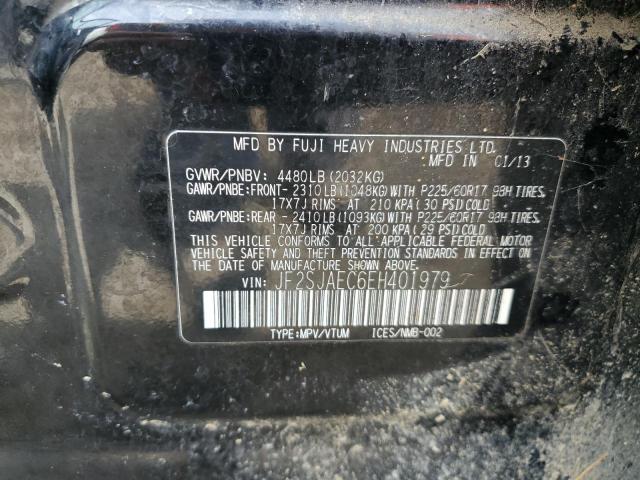 MFD BY FUJI HEAVY INDUSTRIES LTD.
MFD IN 01/13
GVWR/PNBV: 4480LB(2032KG)
GAWR/PNBE:FRONT- 2310LB(1048KG)WITH P225/60R17 98H TIRES,
17X7J RIMS AT 210 KPA(30 PSI)COLD
GAWR/PNBE:REAR - 2410LB(1093KG)WITH P225/60R17 98H TIRES,
17X7J RIMS AT 200 KPA(29 PSI)COLD
THIS VEHICLE CONFORMS TO ALL APPLICABLE FEDERAL MOTOR
VEHICLE SAFETY AND THEFT PREVENTION STANDARDS IN EFFECT ON
THE DATE OF MANUFACTURE SHOWN ABOVE.
VIN: JF2SJAEC6EH401979
TYPE:MPV/VTUM ICES/NMB-002